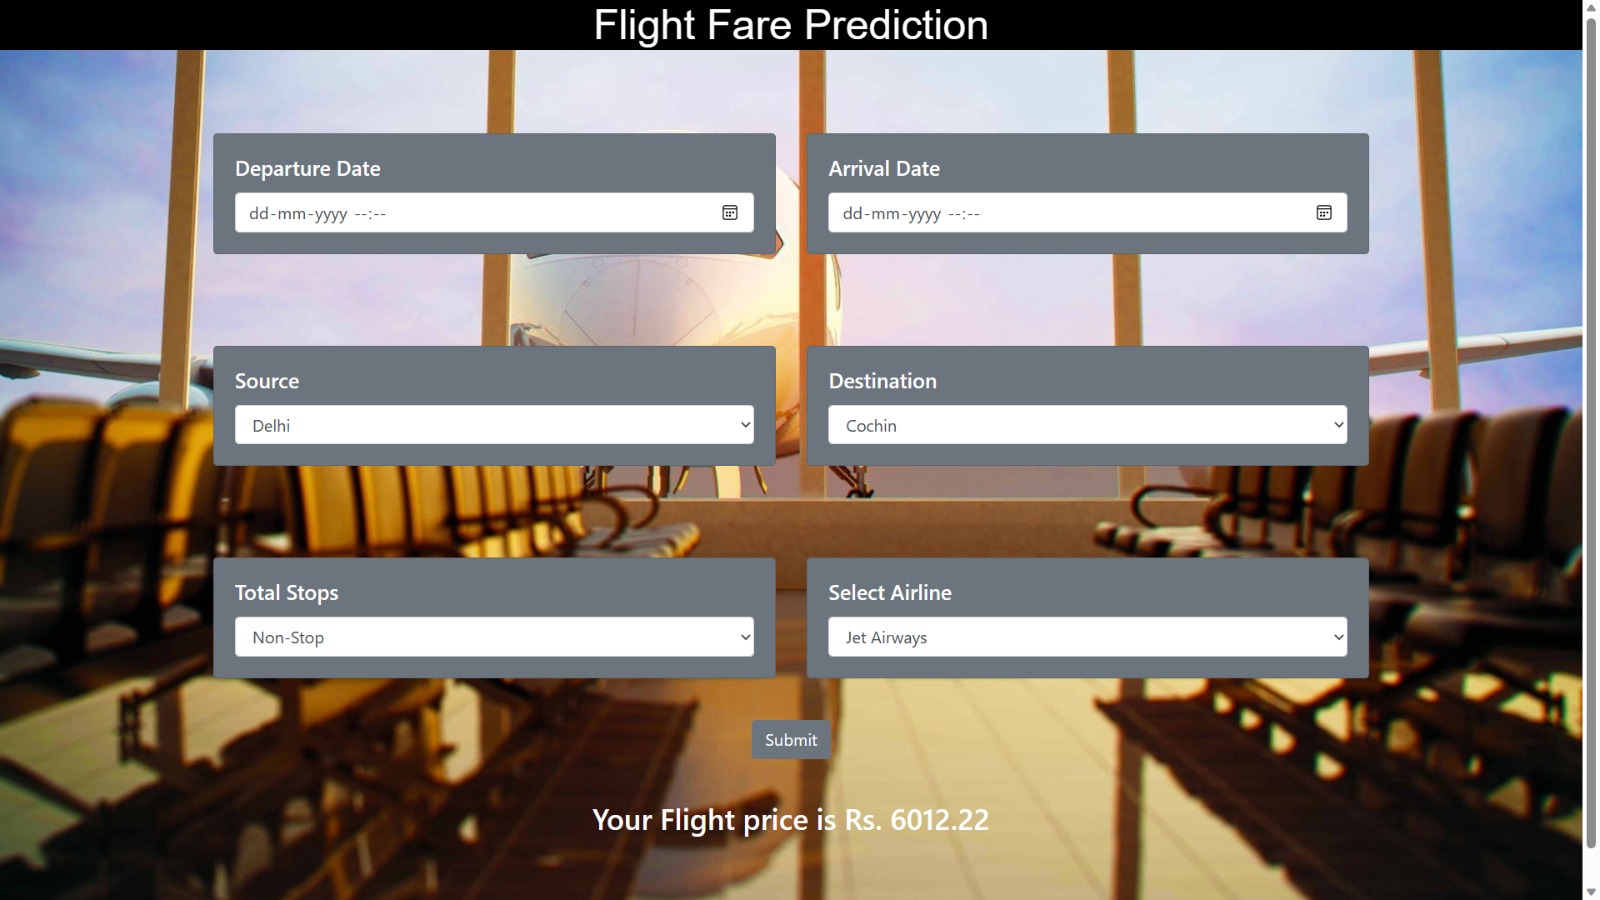 Flight Fare Prediction
Departure Date
dd-mm-yyyy --:--
Arrival Date
dd-mm-yyyy --:--
Source
Delhi
Destination
Cochin
Total Stops
Non-Stop
Select Airline
Jet Airways
Submit
Your Flight price is Rs. 6012.22